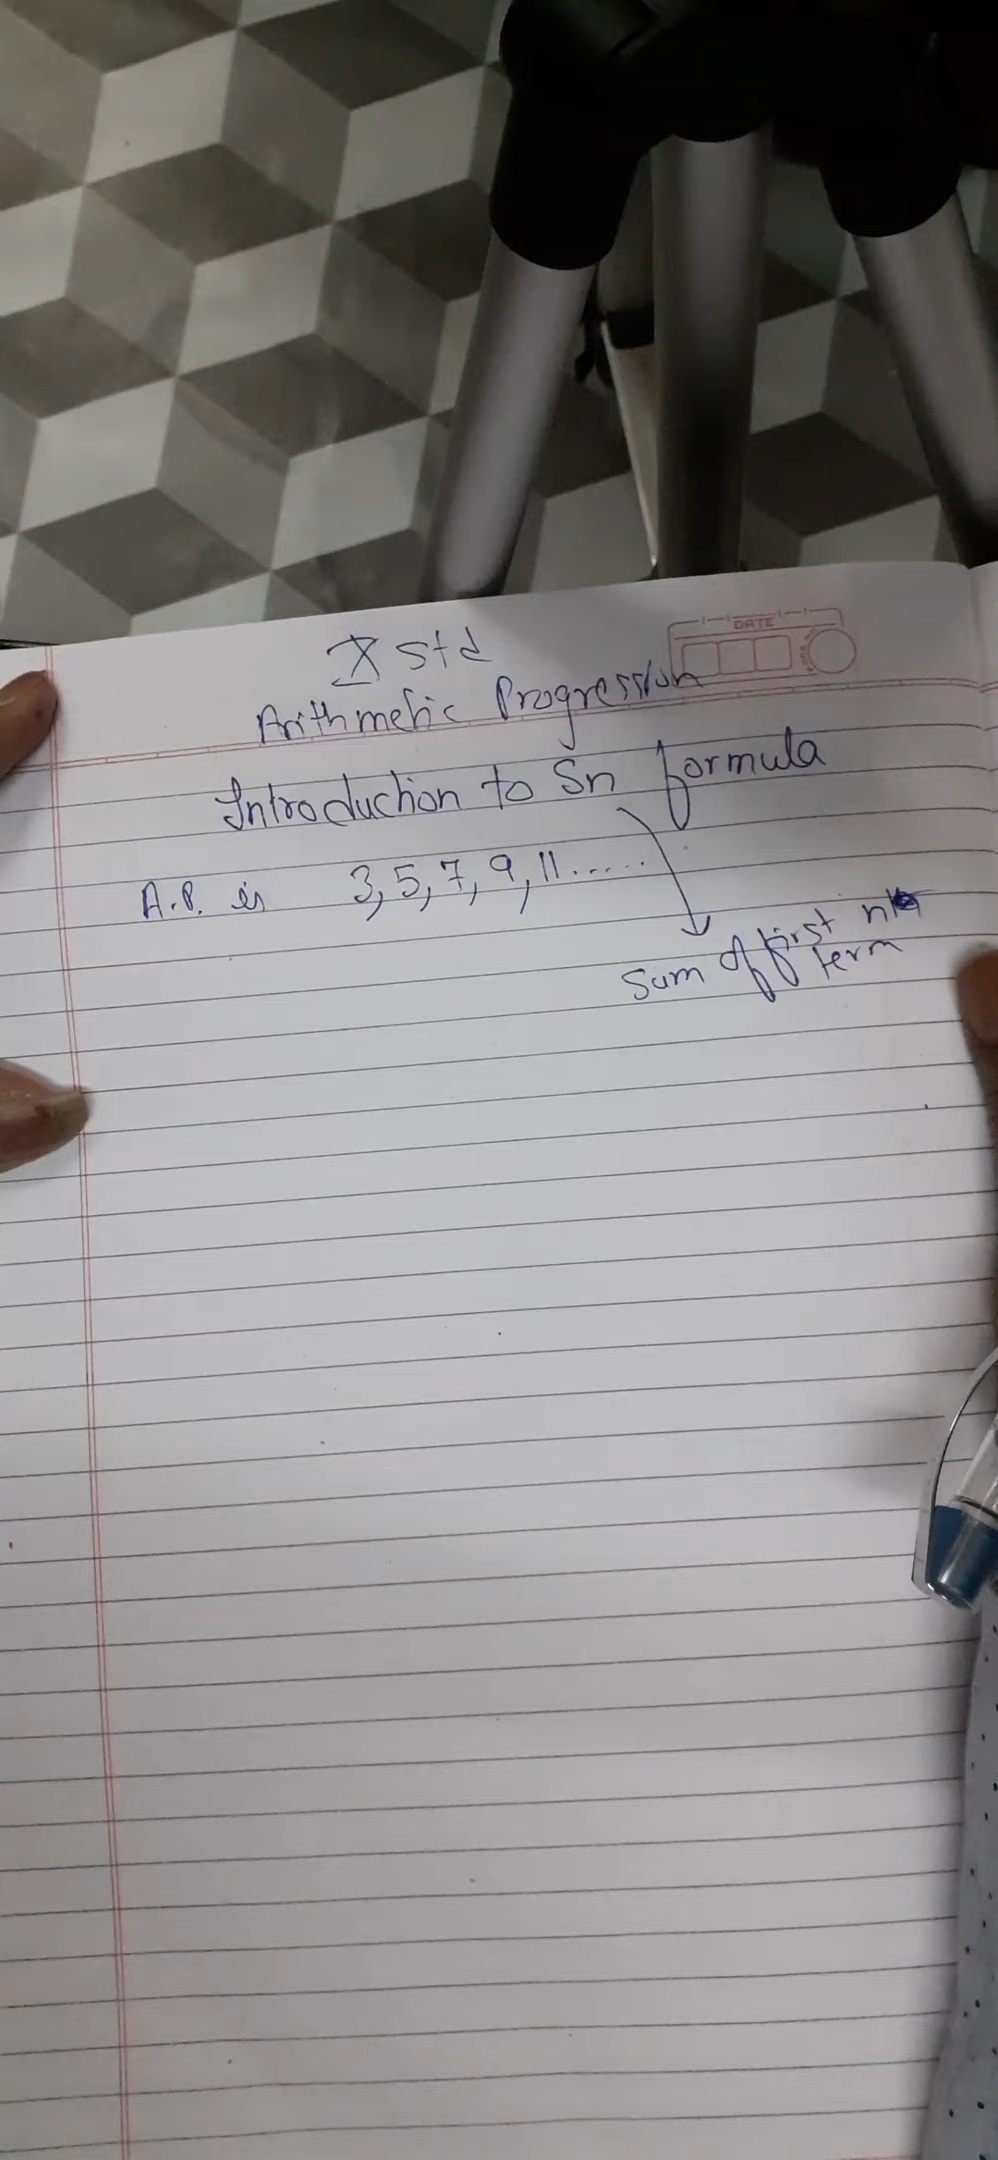 X std
DATE
Arithmetic Progression
Introduction to Sn formula
A.P. is 3, 5, 7, 9, 11......
Sum of first n
term